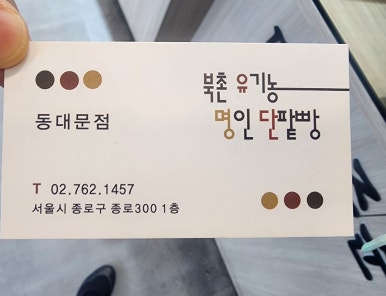 북촌 유기농
명인 단팥빵
동대문점
T 02.762.1457
서울시 종로구 종로300 1층